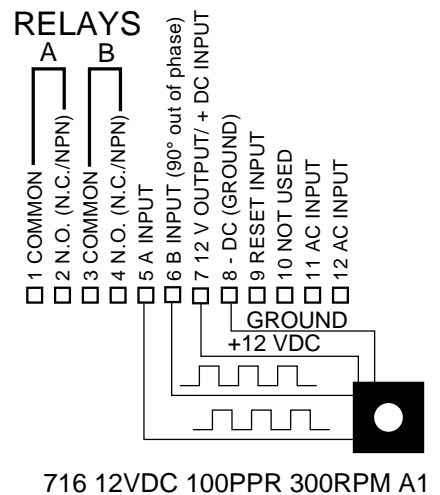 RELAYS
A B
1 COMMON
2 N.O. (N.C./NPN)
3 COMMON
4 N.O. (N.C./NPN)
5 A INPUT
6 B INPUT (90° out of phase)
7 12 V OUTPUT/ + DC INPUT
8 - DC (GROUND)
9 RESET INPUT
10 NOT USED
11 AC INPUT
12 AC INPUT
GROUND
+12 VDC
716 12VDC 100PPR 300RPM A1